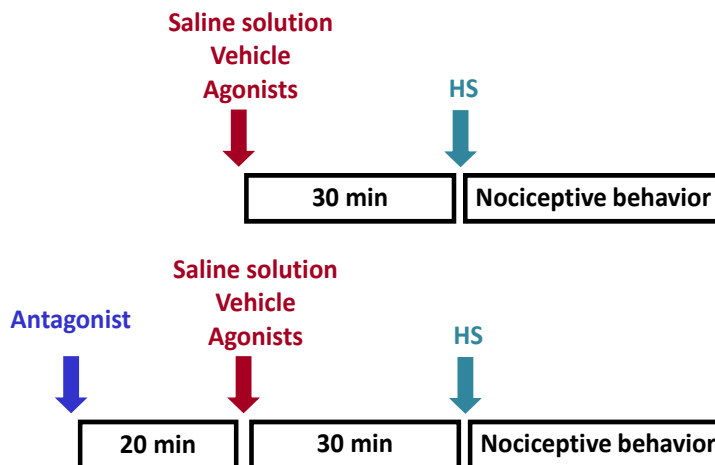 Saline solution
Vehicle
Agonists
HS
30 min
Nociceptive behavior
Saline solution
Vehicle
Agonists
Antagonist
HS
20 min
30 min
Nociceptive behavior